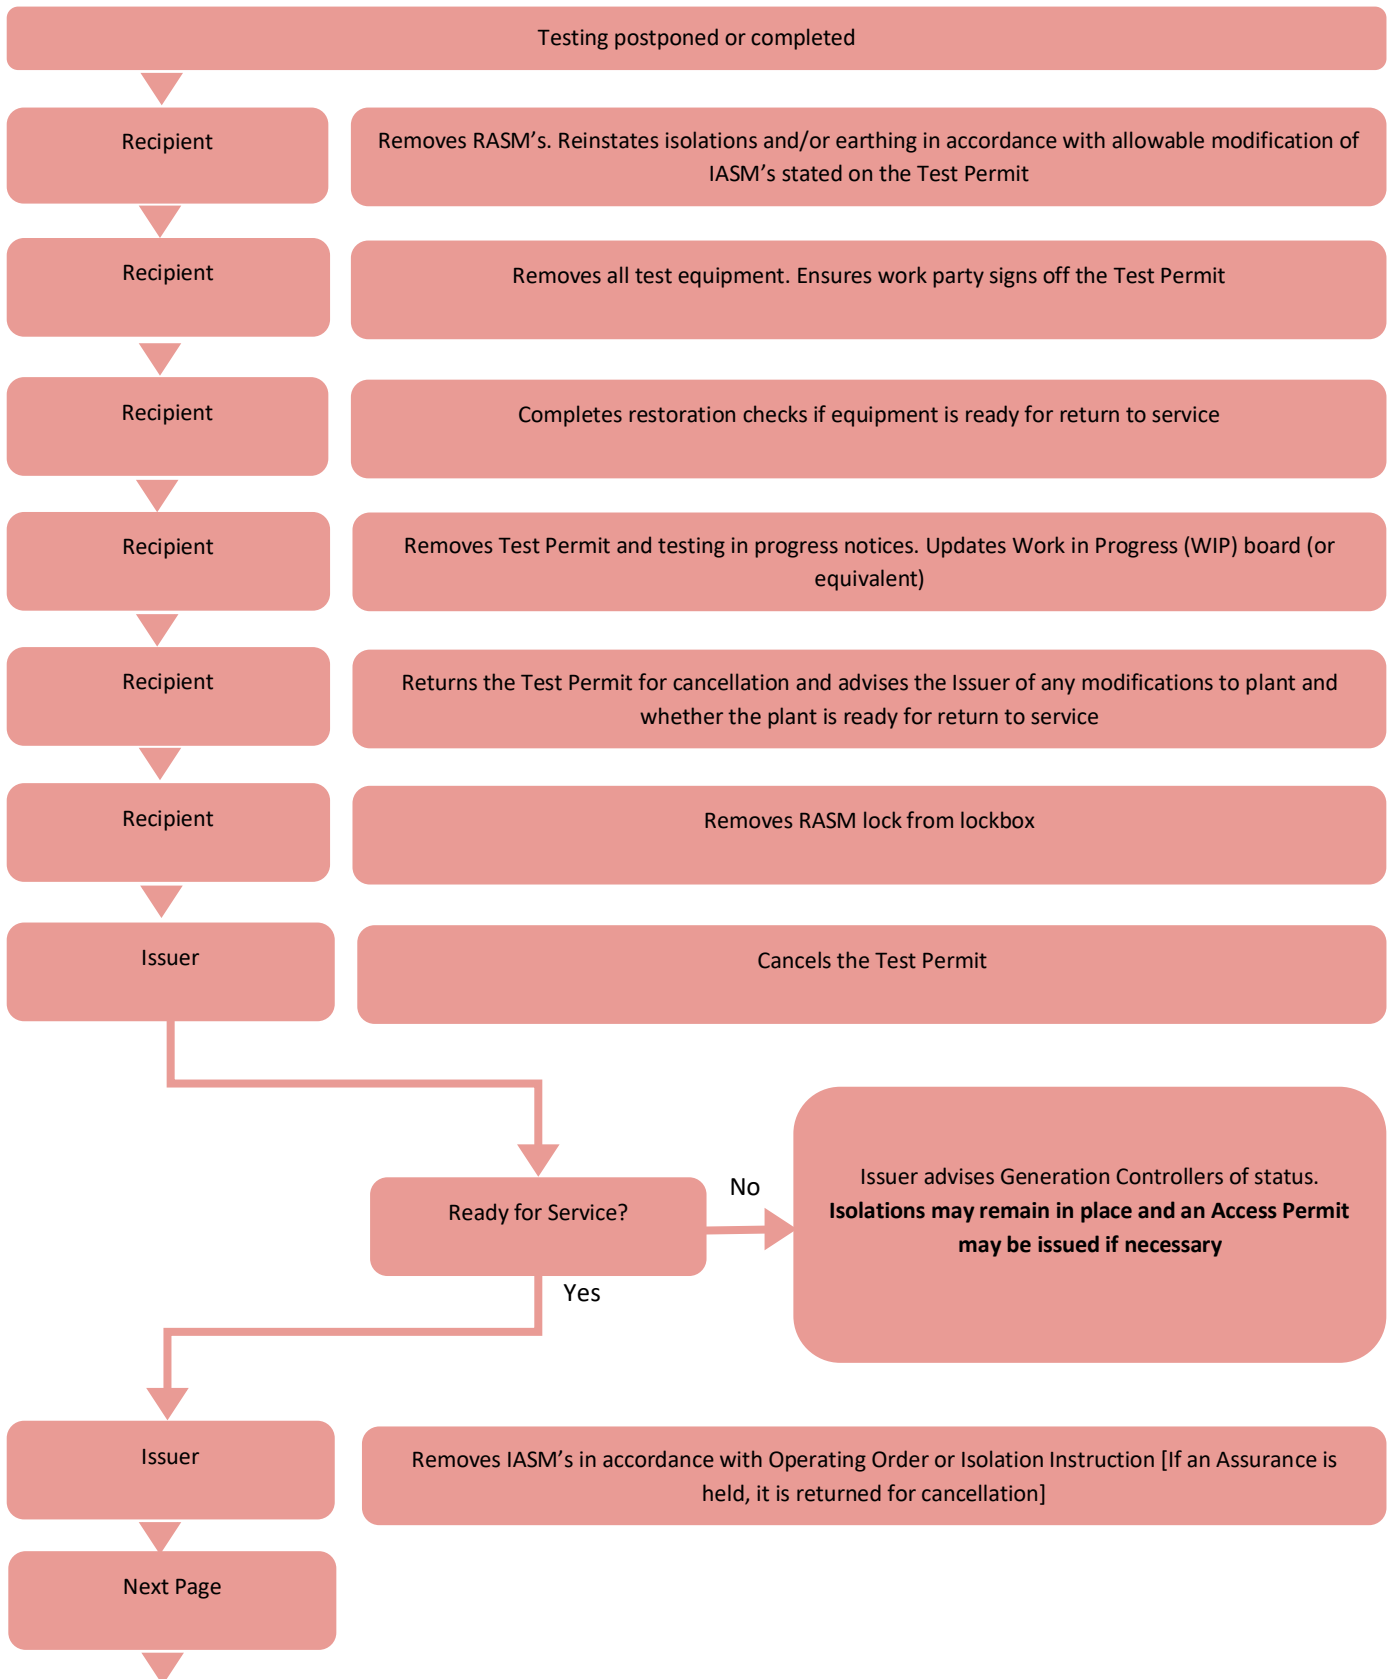 Testing postponed or completed
Recipient
Removes RASM’s. Reinstates isolations and/or earthing in accordance with allowable modification of
IASM’s stated on the Test Permit
Recipient
Removes all test equipment. Ensures work party signs off the Test Permit
Recipient
Completes restoration checks if equipment is ready for return to service
Recipient
Removes Test Permit and testing in progress notices. Updates Work in Progress (WIP) board (or
equivalent)
Recipient
Returns the Test Permit for cancellation and advises the Issuer of any modifications to plant and
whether the plant is ready for return to service
Recipient
Removes RASM lock from lockbox
Issuer
Cancels the Test Permit
Ready for Service?
No
Issuer advises Generation Controllers of status.
Isolations may remain in place and an Access Permit
may be issued if necessary
Yes
Issuer
Removes IASM’s in accordance with Operating Order or Isolation Instruction [If an Assurance is
held, it is returned for cancellation]
Next Page